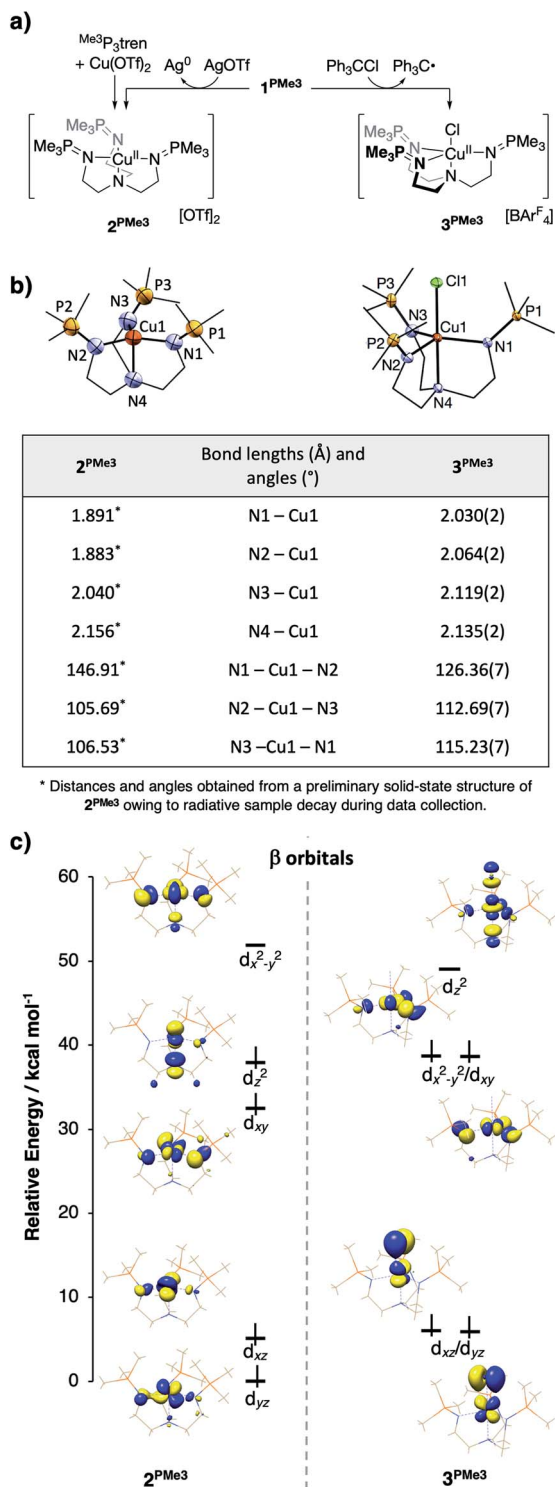 a)
Me3P3tren
+ Cu(OTf)2
Ag0 AgOTf
1PMe3
Ph3CCl Ph3C•
Me3P
N
Me3P N CuII N PMe3
N
[OTf]2
2PMe3
Me3P
Me3P
N
N
Cl
CuII N PMe3
N
[BArF4]
3PMe3
b)
P2 N3 P3 Cu1 P1 N2 N1 N4
P3 N3 Cl1 Cu1 P1 P2 N2 N1 N4
2PMe3 Bond lengths (Å) and angles (°) 3PMe3
1.891* N1 – Cu1 2.030(2)
1.883* N2 – Cu1 2.064(2)
2.040* N3 – Cu1 2.119(2)
2.156* N4 – Cu1 2.135(2)
146.91* N1 – Cu1 – N2 126.36(7)
105.69* N2 – Cu1 – N3 112.69(7)
106.53* N3 –Cu1 – N1 115.23(7)
* Distances and angles obtained from a preliminary solid-state structure of
2PMe3 owing to radiative sample decay during data collection.
c)
β orbitals
Relative Energy / kcal mol-1
60
50
40
30
20
10
0
dx2-y2
dz2
dxy
dxz
dyz
dz2
dx2-y2/dxy
dxz/dyz
2PMe3
3PMe3